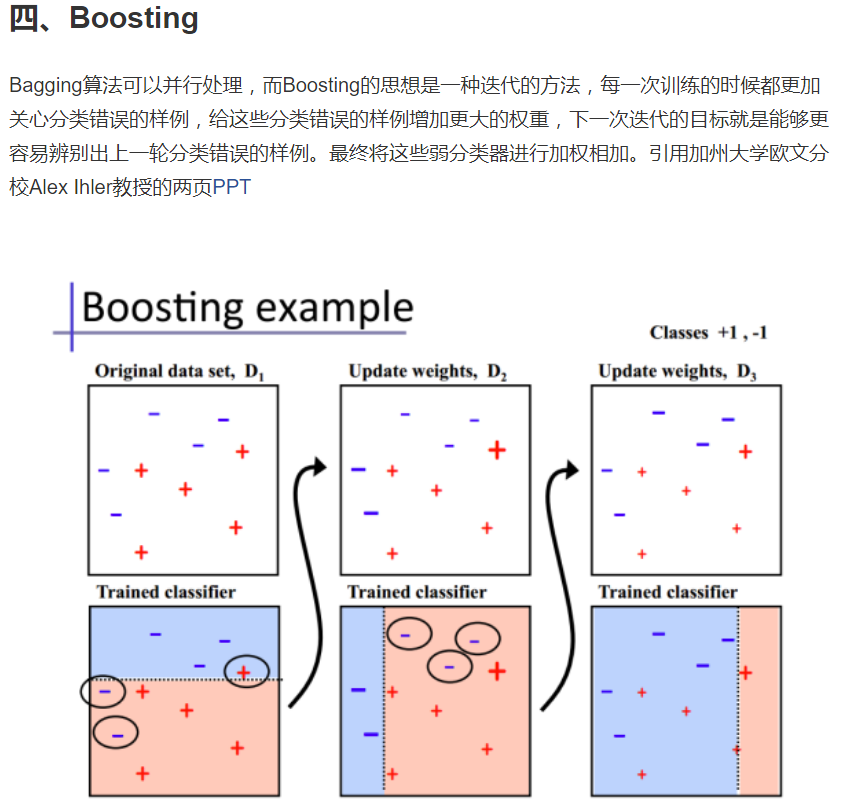 四、Boosting
Bagging算法可以并行处理，而Boosting的思想是一种迭代的方法，每一次训练的时候都更加
关心分类错误的样例，给这些分类错误的样例增加更大的权重，下一次迭代的目标就是能够更
容易辨别出上一轮分类错误的样例。最终将这些弱分类器进行加权相加。引用加州大学欧文分
校Alex Ihler教授的两页PPT
Boosting example
Classes +1 , -1
Original data set, D₁
Update weights, D₂
Update weights, D₃
Trained classifier
Trained classifier
Trained classifier